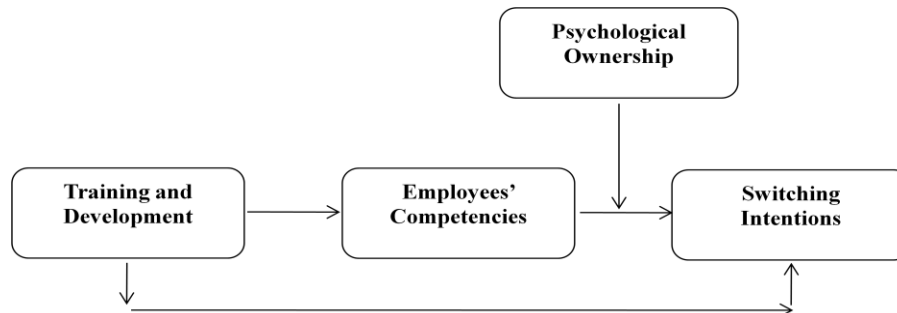 Psychological
Ownership
Training and
Development
Employees’
Competencies
Switching
Intentions